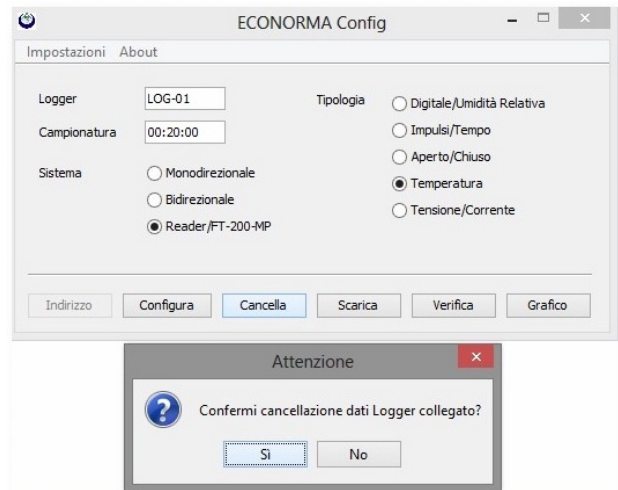 ECONORMA Config
Impostazioni About
Logger LOG-01
Campionatura 00:20:00
Sistema
Monodirezionale
Bidirezionale
Reader/FT-200-MP
Tipologia
Digitale/Umidità Relativa
Impulsi/Tempo
Aperto/Chiuso
Temperatura
Tensione/Corrente
Indirizzo Configura Cancella Scarica Verifica Grafico
Attenzione
Confermi cancellazione dati Logger collegato?
Sì No